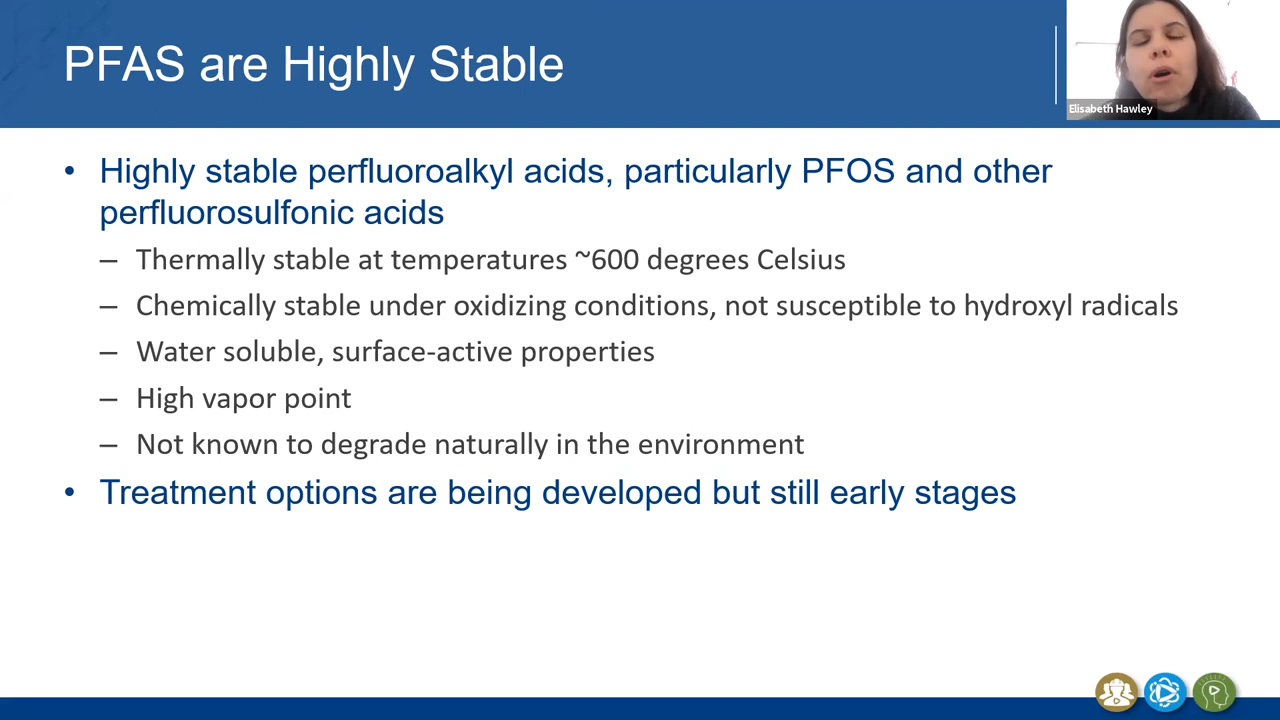 PFAS are Highly Stable
Elisabeth Hawley
• Highly stable perfluoroalkyl acids, particularly PFOS and other
perfluorosulfonic acids
– Thermally stable at temperatures ~600 degrees Celsius
– Chemically stable under oxidizing conditions, not susceptible to hydroxyl radicals
– Water soluble, surface-active properties
– High vapor point
– Not known to degrade naturally in the environment
• Treatment options are being developed but still early stages